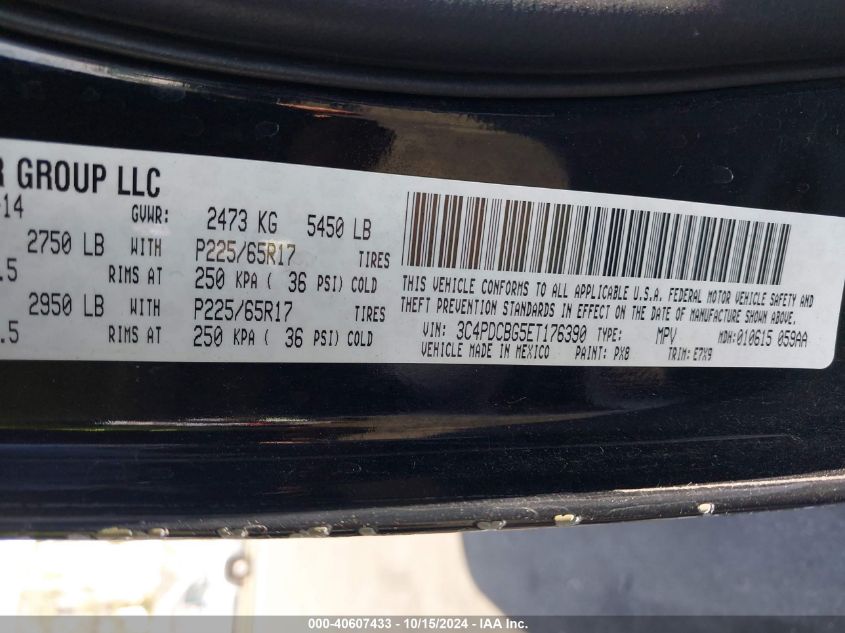 R GROUP LLC
-14 GVWR: 2473 KG 5450 LB
2750 LB WITH P225/65R17 TIRES
.5 RIMS AT 250 KPA ( 36 PSI) COLD
2950 LB WITH P225/65R17 TIRES
.5 RIMS AT 250 KPA ( 36 PSI) COLD
THIS VEHICLE CONFORMS TO ALL APPLICABLE U.S.A. FEDERAL MOTOR VEHICLE SAFETY AND
THEFT PREVENTION STANDARDS IN EFFECT ON THE DATE OF MANUFACTURE SHOWN ABOVE.
VIN: 3C4PDCBG5ET176390 TYPE: MPV MDH: 010615 059AA
VEHICLE MADE IN MEXICO PAINT: PX8 TRIM: E7X9
000-40607433 - 10/15/2024 - IAA Inc.